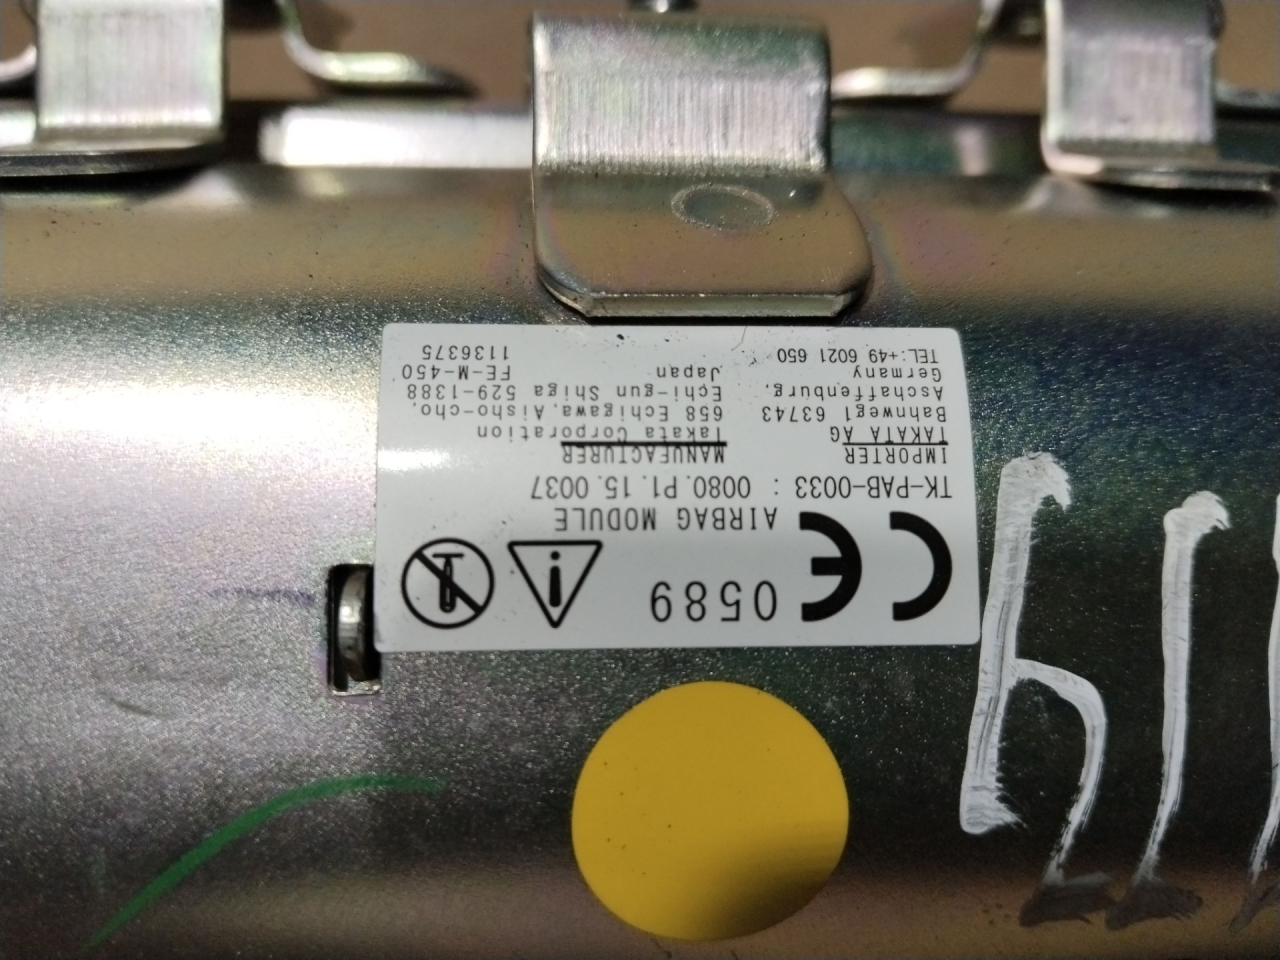 CE 0589
AIRBAG MODULE
TK-PAB-0033 : 0080.P1.15.0037
IMPORTER
TAKATA AG
Bahnweg1 63743
Aschaffenburg,
Germany
TEL:+49 6021 650
MANUFACTURER
Takata Corporation
658 Echigawa,Aisho-cho,
Echi-gun Shiga 529-1388
Japan
FE-M-450
1136375